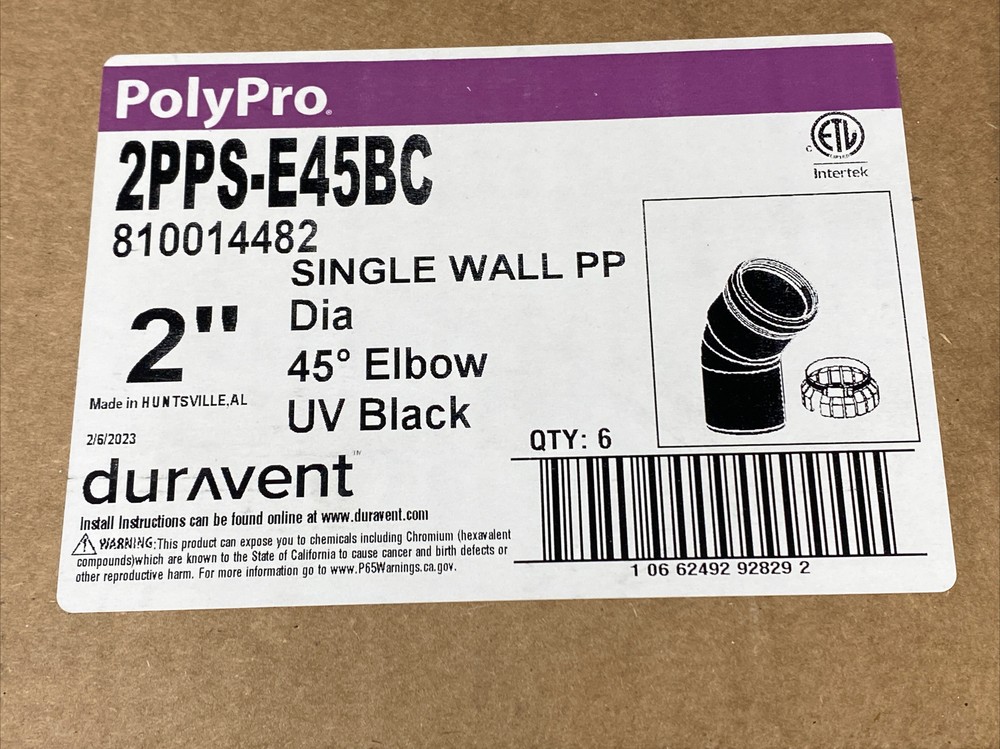 PolyPro®
2PPS-E45BC
810014482
C ETL
Intertek
SINGLE WALL PP
2" Dia
45° Elbow
UV Black
Made in HUNTSVILLE,AL
2/6/2023
duravent™
QTY: 6
Install Instructions can be found online at www.duravent.com
WARNING:This product can expose you to chemicals including Chromium (hexavalent
compounds)which are known to the State of California to cause cancer and birth defects or
other reproductive harm. For more information go to www.P65Warnings.ca.gov.
1 06 62492 92829 2